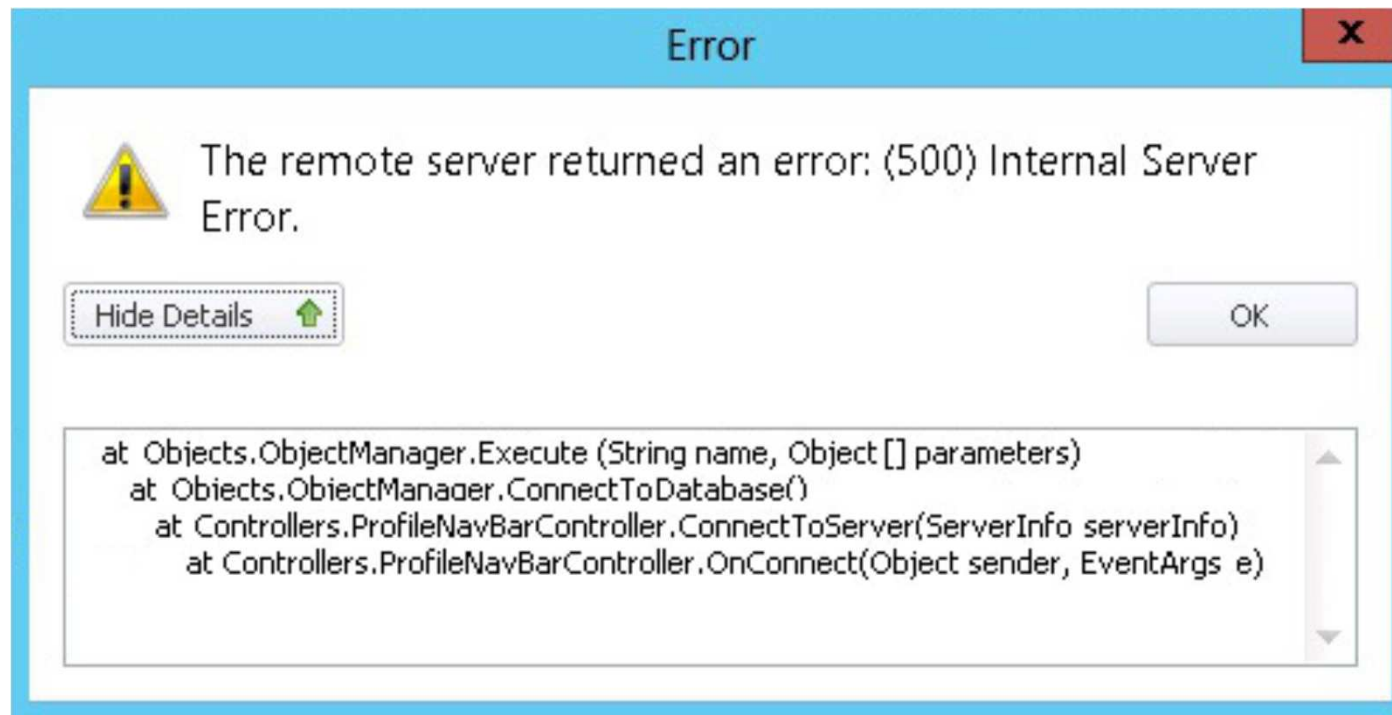 Error
X
The remote server returned an error: (500) Internal Server
Error.
Hide Details
OK
at Objects.ObjectManager.Execute (String name, Object [] parameters)
at Objects.ObjectManager.ConnectToDatabase()
at Controllers.ProfileNavBarController.ConnectToServer(ServerInfo serverInfo)
at Controllers.ProfileNavBarController.OnConnect(Object sender, EventArgs e)